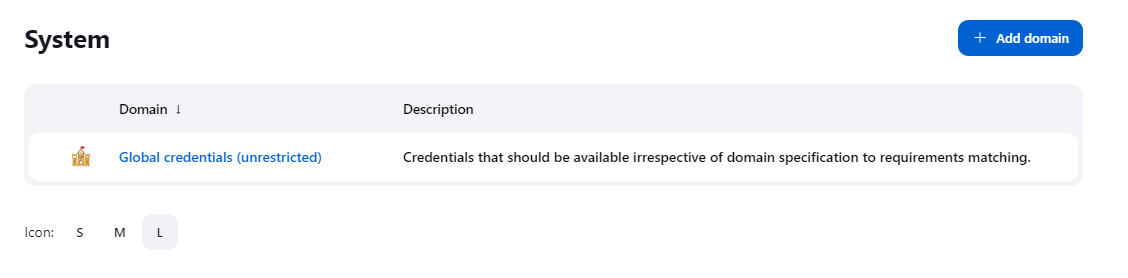 System
+ Add domain
Domain ↓ Description
Global credentials (unrestricted) Credentials that should be available irrespective of domain specification to requirements matching.
Icon: S M L